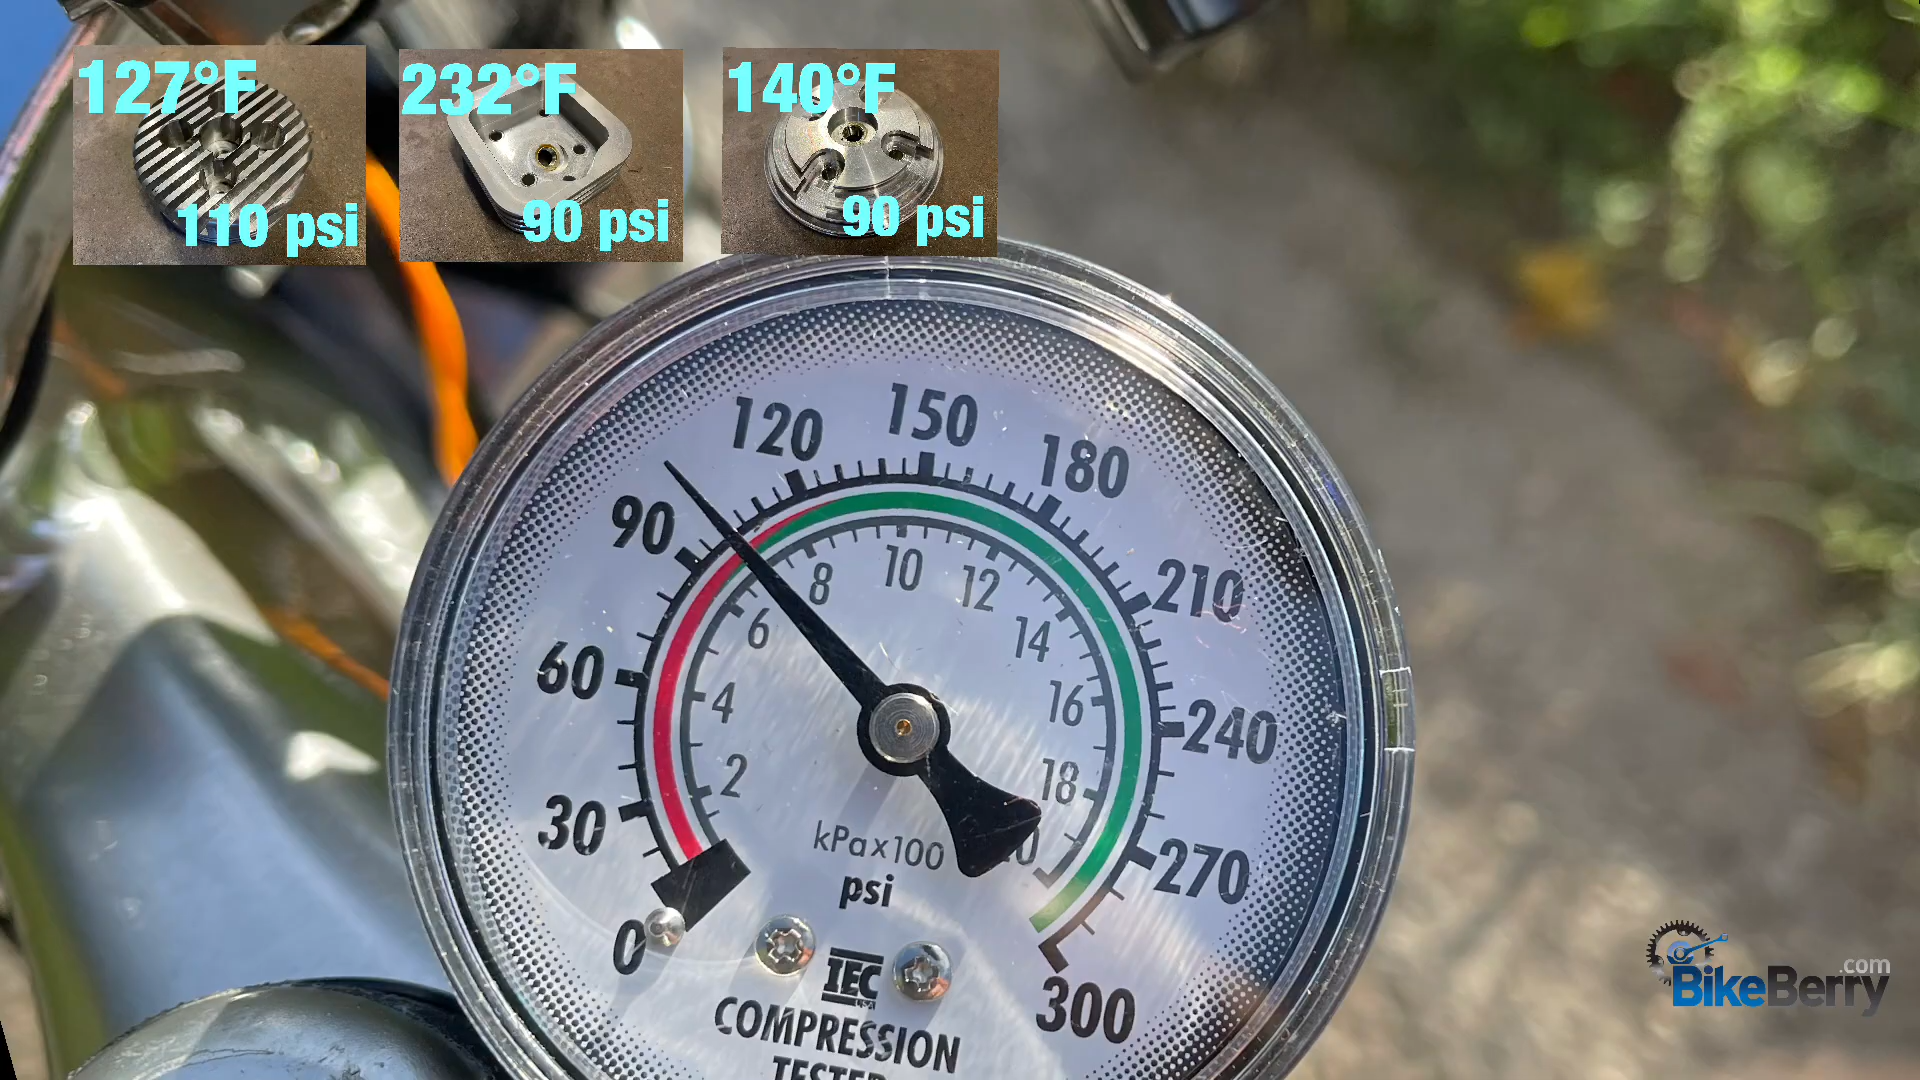 127°F
110 psi
232°F
90 psi
140°F
90 psi
0
30
60
90
120
150
180
210
240
270
300
2
4
6
8
10
12
14
16
18
kPax100
psi
IEC
COMPRESSION
TESTER
BikeBerry.com